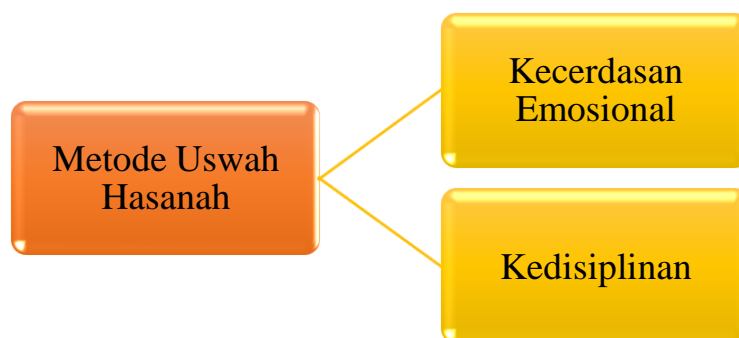 Metode Uswah
Hasanah
Kecerdasan
Emosional
Kedisiplinan